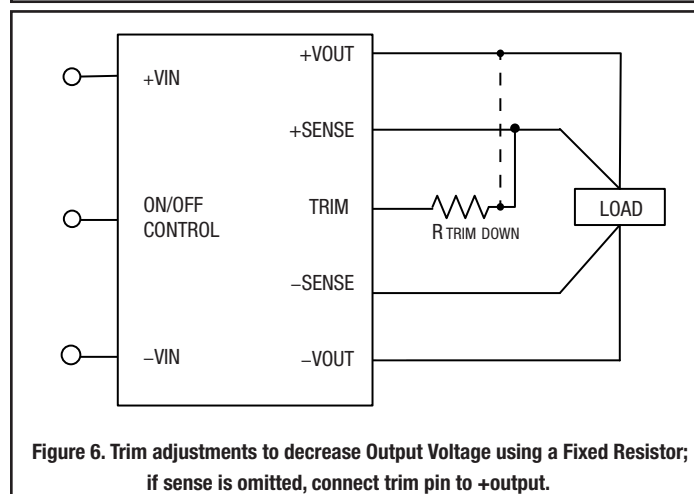 +VOUT
+VIN
+SENSE
ON/OFF
CONTROL
TRIM
R TRIM DOWN
LOAD
−SENSE
−VIN
−VOUT
Figure 6. Trim adjustments to decrease Output Voltage using a Fixed Resistor;
if sense is omitted, connect trim pin to +output.